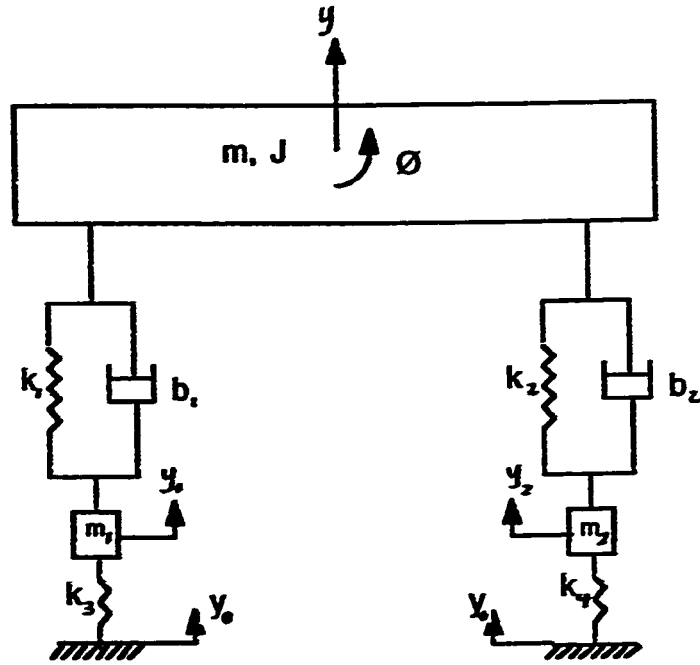 y
m, J
Ø
k₁
b₁
k₂
b₂
y₁
y₂
m₁
m₂
k₃
y₀
y₀
k₄